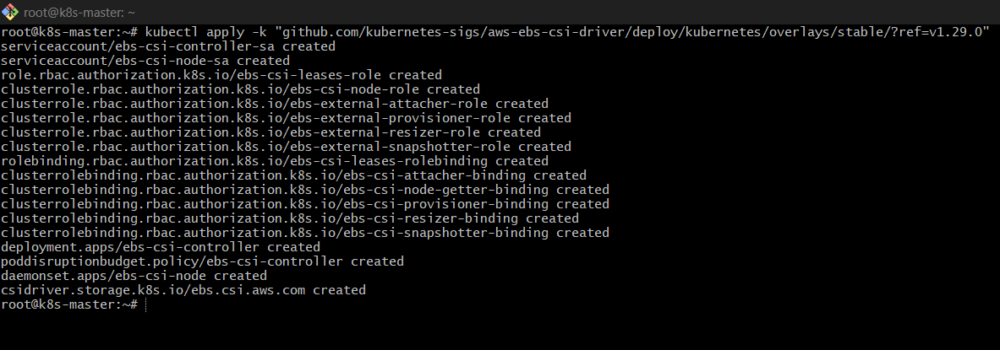 root@k8s-master: ~
root@k8s-master:~# kubectl apply -k "github.com/kubernetes-sigs/aws-ebs-csi-driver/deploy/kubernetes/overlays/stable/?ref=v1.29.0"
serviceaccount/ebs-csi-controller-sa created
serviceaccount/ebs-csi-node-sa created
role.rbac.authorization.k8s.io/ebs-csi-leases-role created
clusterrole.rbac.authorization.k8s.io/ebs-csi-node-role created
clusterrole.rbac.authorization.k8s.io/ebs-external-attacher-role created
clusterrole.rbac.authorization.k8s.io/ebs-external-provisioner-role created
clusterrole.rbac.authorization.k8s.io/ebs-external-resizer-role created
clusterrole.rbac.authorization.k8s.io/ebs-external-snapshotter-role created
rolebinding.rbac.authorization.k8s.io/ebs-csi-leases-rolebinding created
clusterrolebinding.rbac.authorization.k8s.io/ebs-csi-attacher-binding created
clusterrolebinding.rbac.authorization.k8s.io/ebs-csi-node-getter-binding created
clusterrolebinding.rbac.authorization.k8s.io/ebs-csi-provisioner-binding created
clusterrolebinding.rbac.authorization.k8s.io/ebs-csi-resizer-binding created
clusterrolebinding.rbac.authorization.k8s.io/ebs-csi-snapshotter-binding created
deployment.apps/ebs-csi-controller created
poddisruptionbudget.policy/ebs-csi-controller created
daemonset.apps/ebs-csi-node created
csidriver.storage.k8s.io/ebs.csi.aws.com created
root@k8s-master:~#